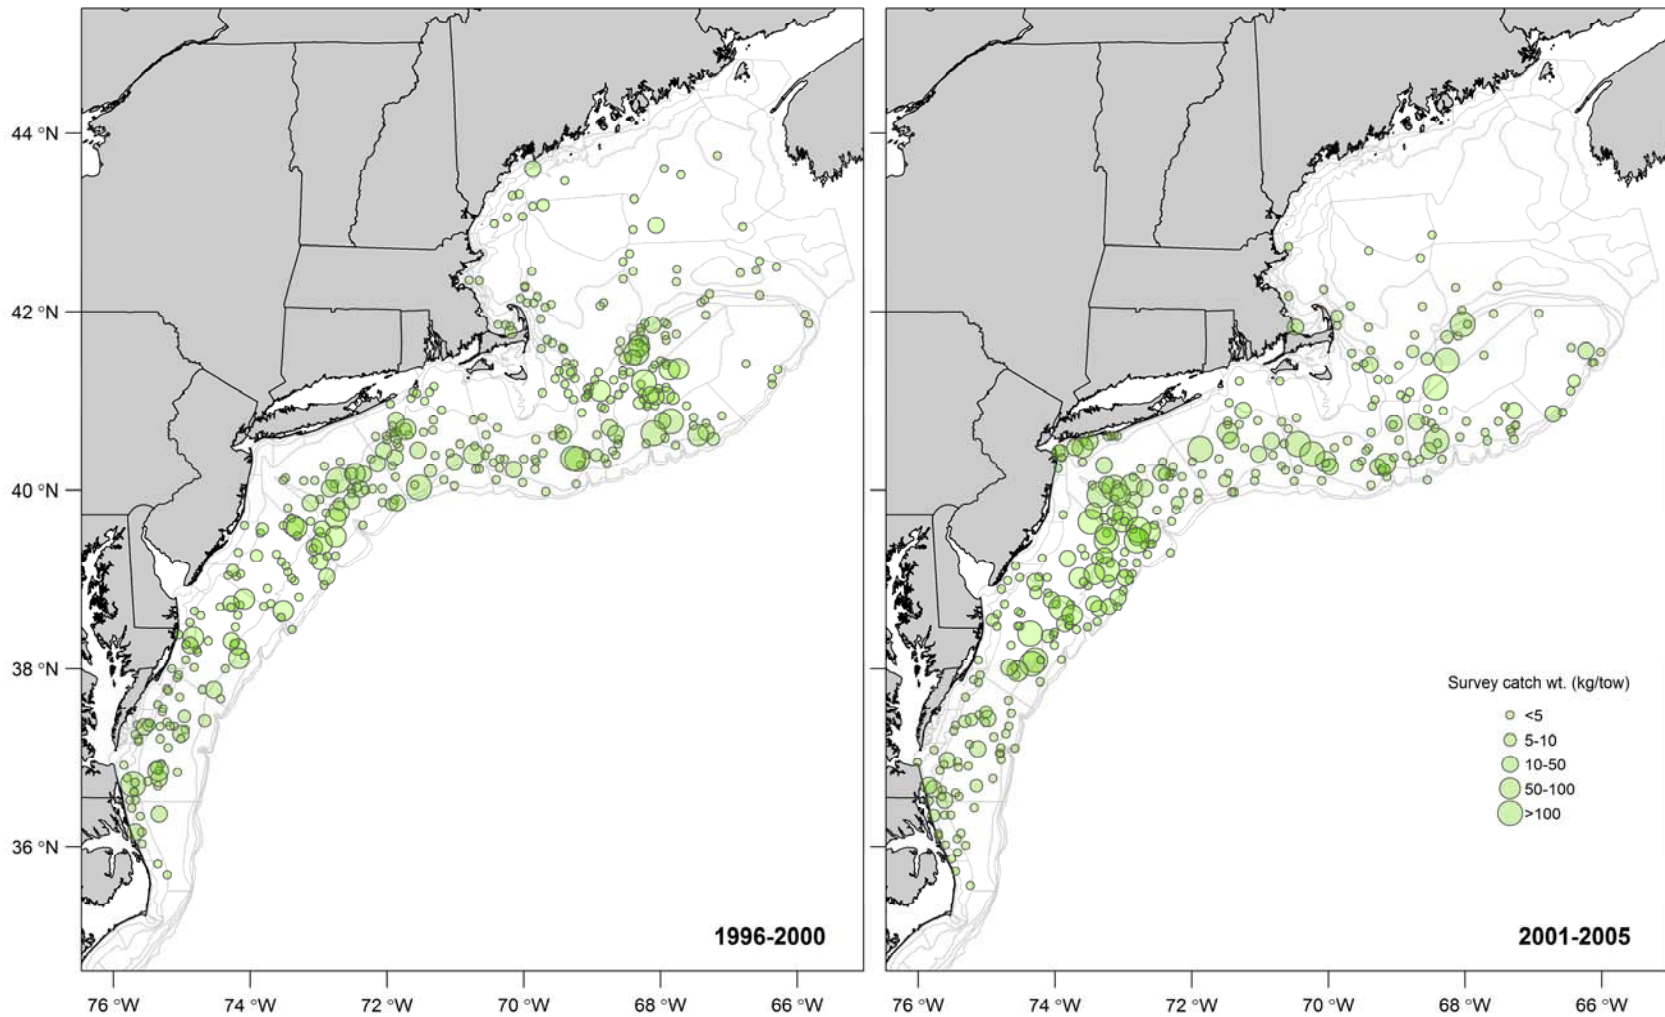 44 °N
42 °N
40 °N
38 °N
36 °N
1996-2000
2001-2005
Survey catch wt. (kg/tow)
<5
5-10
10-50
50-100
>100
76 °W 74 °W 72 °W 70 °W 68 °W 66 °W
76 °W 74 °W 72 °W 70 °W 68 °W 66 °W